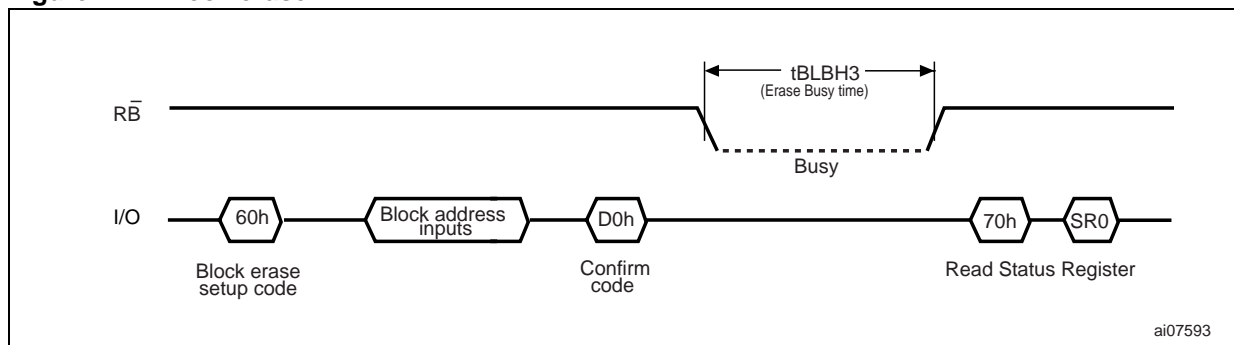 tBLBH3
(Erase Busy time)
RB̅
Busy
I/O
60h
Block address
inputs
D0h
70h
SR0
Block erase
setup code
Confirm
code
Read Status Register
ai07593